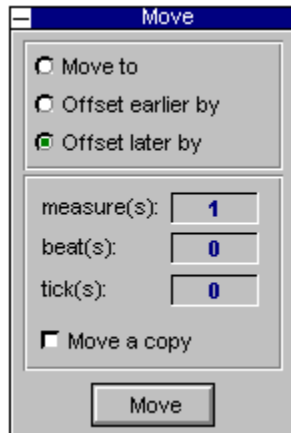 Move
Move to
Offset earlier by
Offset later by
measure(s): 1
beat(s): 0
tick(s): 0
Move a copy
Move